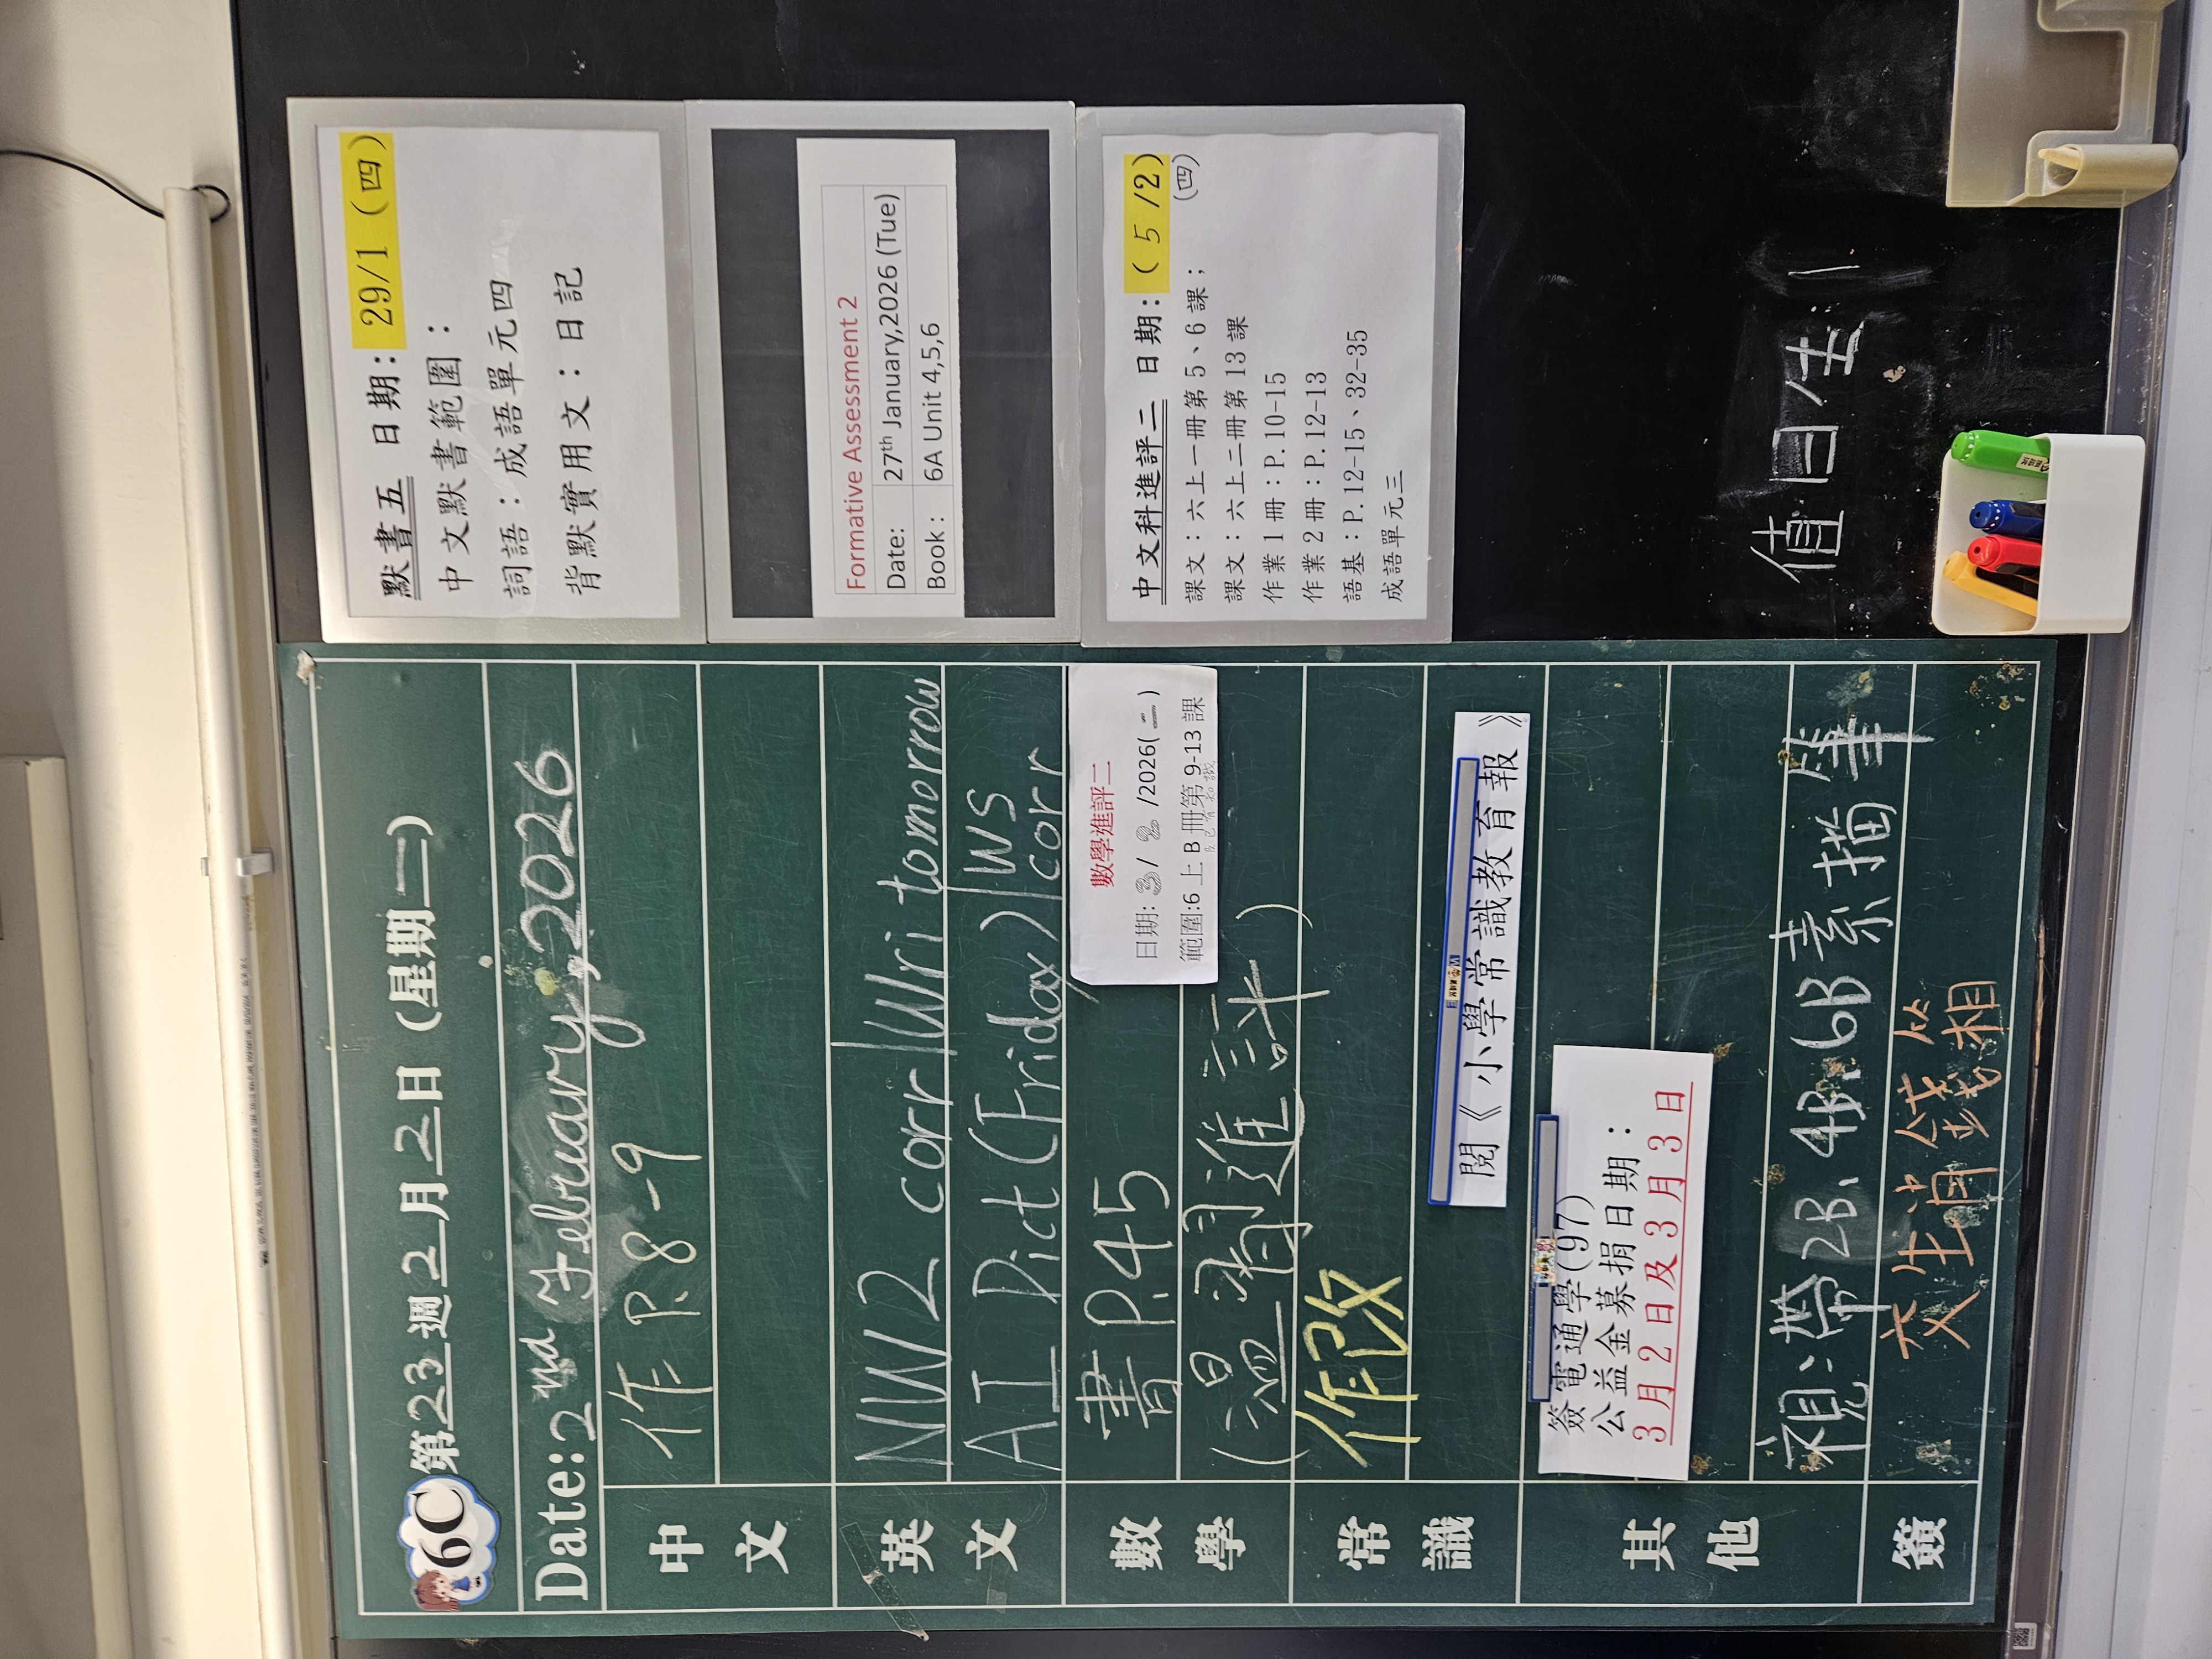 6C 第23週2月2日(星期一)
Date:2nd February,2026
中文
作 P.8-9
英文
NW2 corr|Wri tomorrow
AI Dict(Friday)|WS
corr
數學
書 P.45
(溫習進評)
數學進評二
日期: 3 / 2 /2026(二)
範圍:6上B冊第9-13課
常識
作改
閱《小學常識教育報》
其他
簽電通學(97)
公益金募捐日期：
3月2日及3月3日
視:帶2B、4B、6B素描筆
簽
交生活錢
默書五 日期：29/1(四)
中文默書範圍：
詞語：成語單元四
背默實用文：日記
Formative Assessment 2
Date: 27th January,2026 (Tue)
Book : 6A Unit 4,5,6
中文科進評二 日期：( 5 /2)
(四)
課文：六上一冊第5、6課；
課文：六上二冊第13課
作業1冊：P.10-15
作業2冊：P.12-13
語基：P.12-15、32-35
成語單元三
值日生: